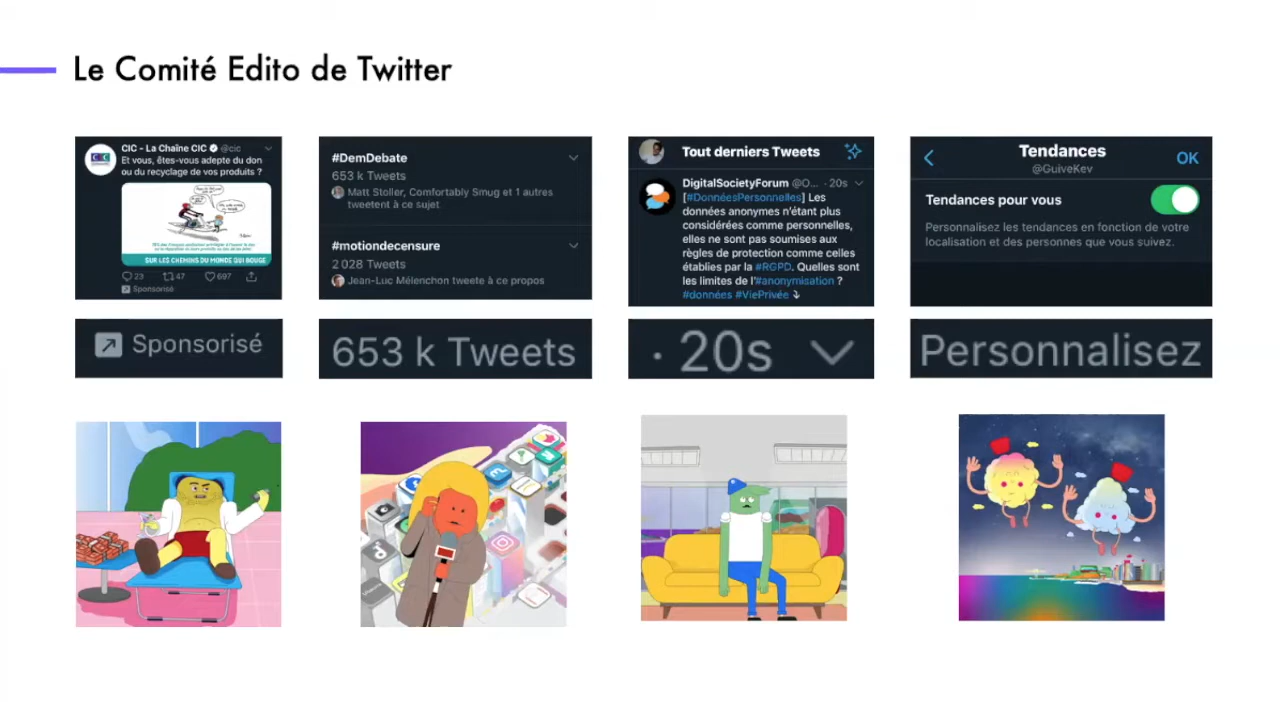 Le Comité Edito de Twitter
CIC - La Chaîne CIC @cic
Et vous, êtes-vous adepte du don
ou du recyclage de vos produits ?
SUR LES CHEMINS DU MONDE QUI BOUGE
23 47 697
Sponsorisé
#DemDebate
653 k Tweets
Matt Stoller, Comfortably Smug et 1 autres
tweetent à ce sujet
#motiondecensure
2 028 Tweets
Jean-Luc Mélenchon tweete à ce propos
Tout derniers Tweets
DigitalSocietyForum @O... · 20s
[#DonnéesPersonnelles] Les
données anonymes n'étant plus
considérées comme personnelles,
elles ne sont pas soumises aux
règles de protection comme celles
établies par la #RGPD. Quelles sont
les limites de l'#anonymisation ?
#données #ViePrivée ⤵
Tendances
@GuiveKev
OK
Tendances pour vous
Personnalisez les tendances en fonction de votre
localisation et des personnes que vous suivez.
Sponsorisé
653 k Tweets
· 20s
Personnalisez